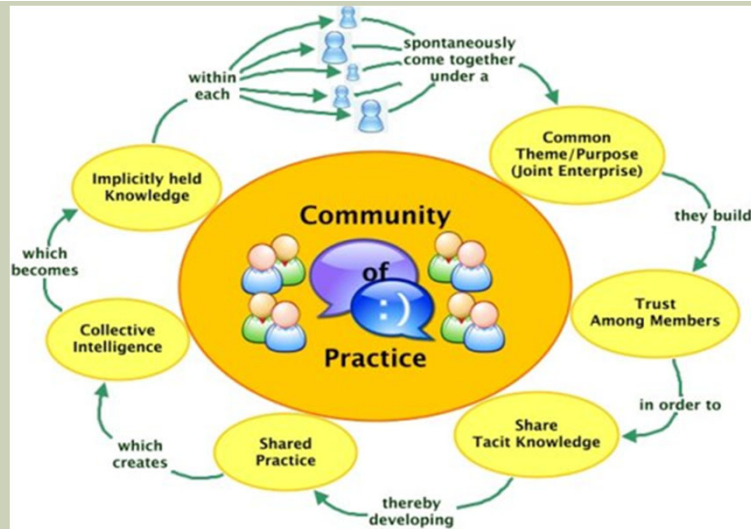 within
each
spontaneously
come together
under a
Common
Theme/Purpose
(Joint Enterprise)
they build
Trust
Among Members
in order to
Share
Tacit Knowledge
thereby
developing
Shared
Practice
which
creates
Collective
Intelligence
which
becomes
Implicitly held
Knowledge
Community
of
:)
Practice